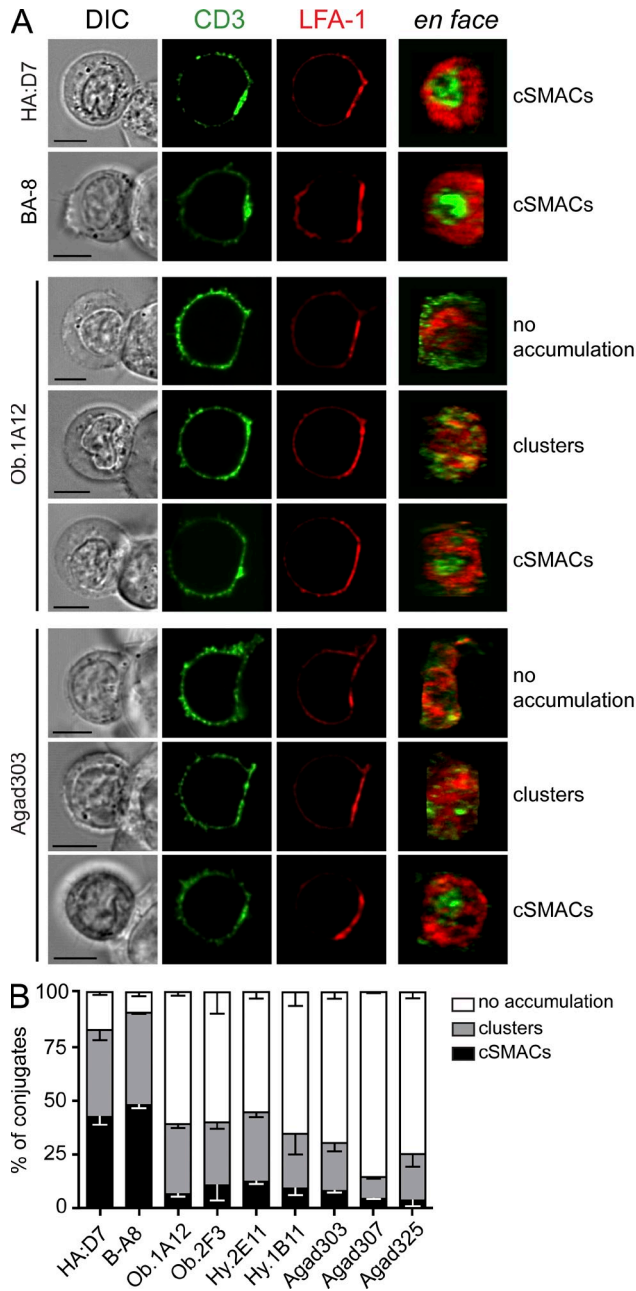 A
DIC CD3 LFA-1 en face
HA:D7
cSMACs
BA-8
cSMACs
Ob.1A12
no accumulation
clusters
cSMACs
Agad303
no accumulation
clusters
cSMACs
B
% of conjugates
100
75
50
25
0
no accumulation
clusters
cSMACs
HA:D7
B-A8
Ob.1A12
Ob.2F3
Hy.2E11
Hy.1B11
Agad303
Agad307
Agad325